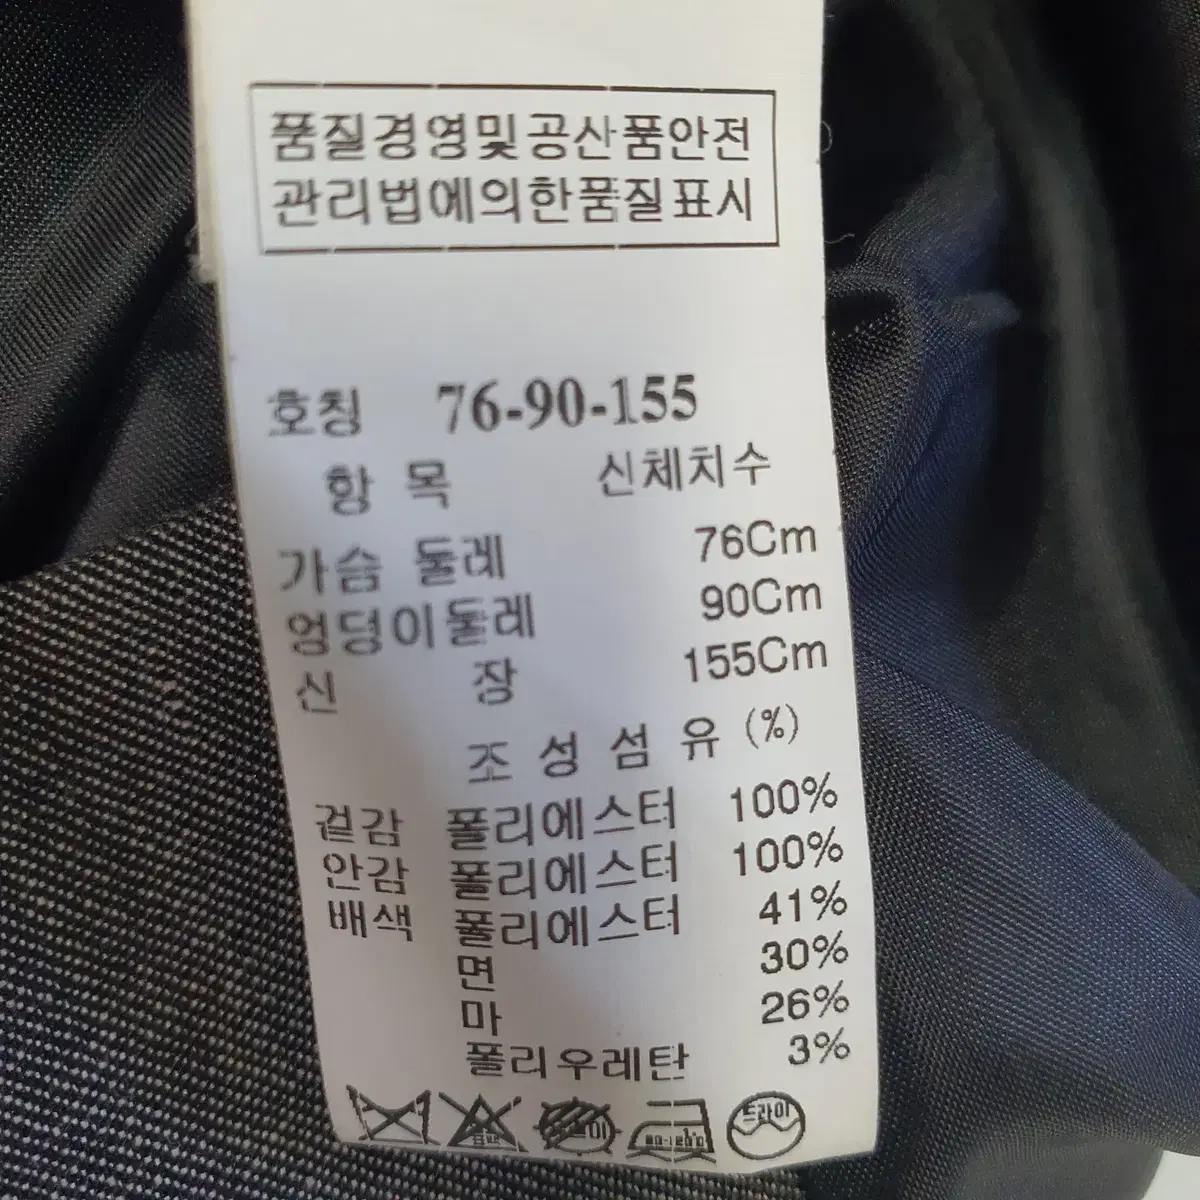 품질경영및공산품안전
관리법에의한품질표시
호칭 76-90-155
항 목 신체치수
가슴 둘레 76Cm
엉덩이둘레 90Cm
신 장 155Cm
조 성 섬 유 (%)
겉감 폴리에스터 100%
안감 폴리에스터 100%
배색 폴리에스터 41%
면 30%
마 26%
폴리우레탄 3%
드라이